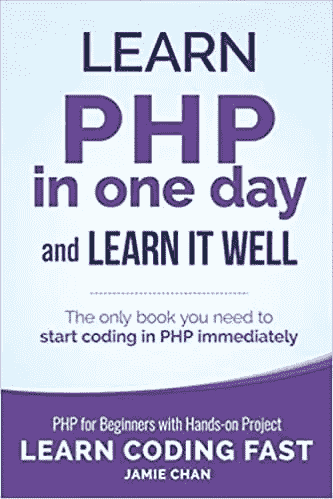 LEARN
PHP
in one day
and LEARN IT WELL
The only book you need to
start coding in PHP immediately
PHP for Beginners with Hands-on Project
LEARN CODING FAST
JAMIE CHAN